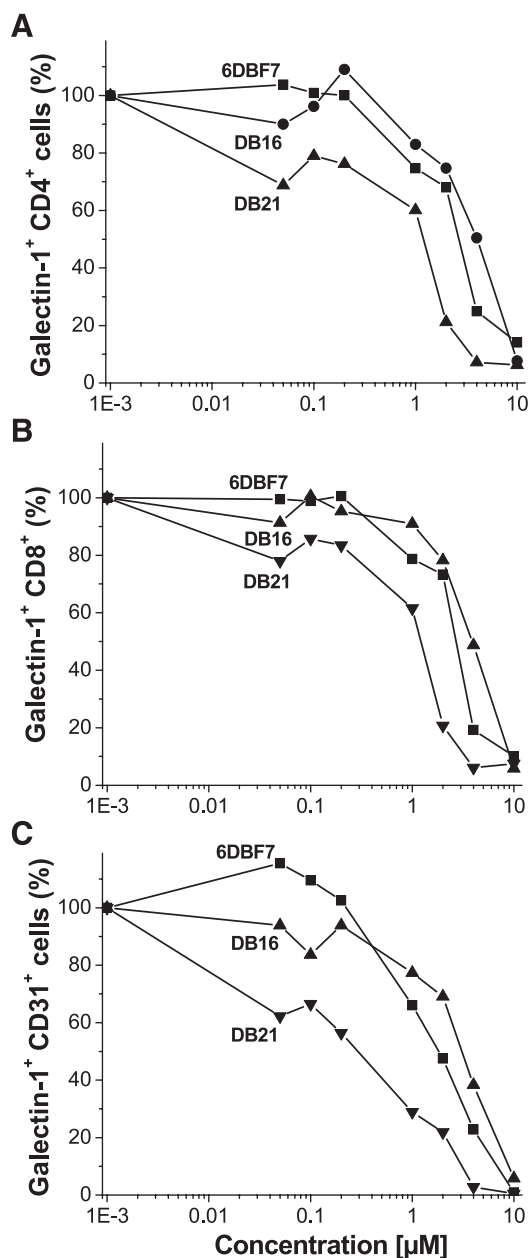 A
Galectin-1⁺ CD4⁺ cells (%)
100
80
60
40
20
0
6DBF7
DB16
DB21
1E-3 0.01 0.1 1 10
B
Galectin-1⁺ CD8⁺ (%)
100
80
60
40
20
0
6DBF7
DB16
DB21
1E-3 0.01 0.1 1 10
C
Galectin-1⁺ CD31⁺ cells (%)
100
80
60
40
20
0
6DBF7
DB16
DB21
1E-3 0.01 0.1 1 10
Concentration [µM]